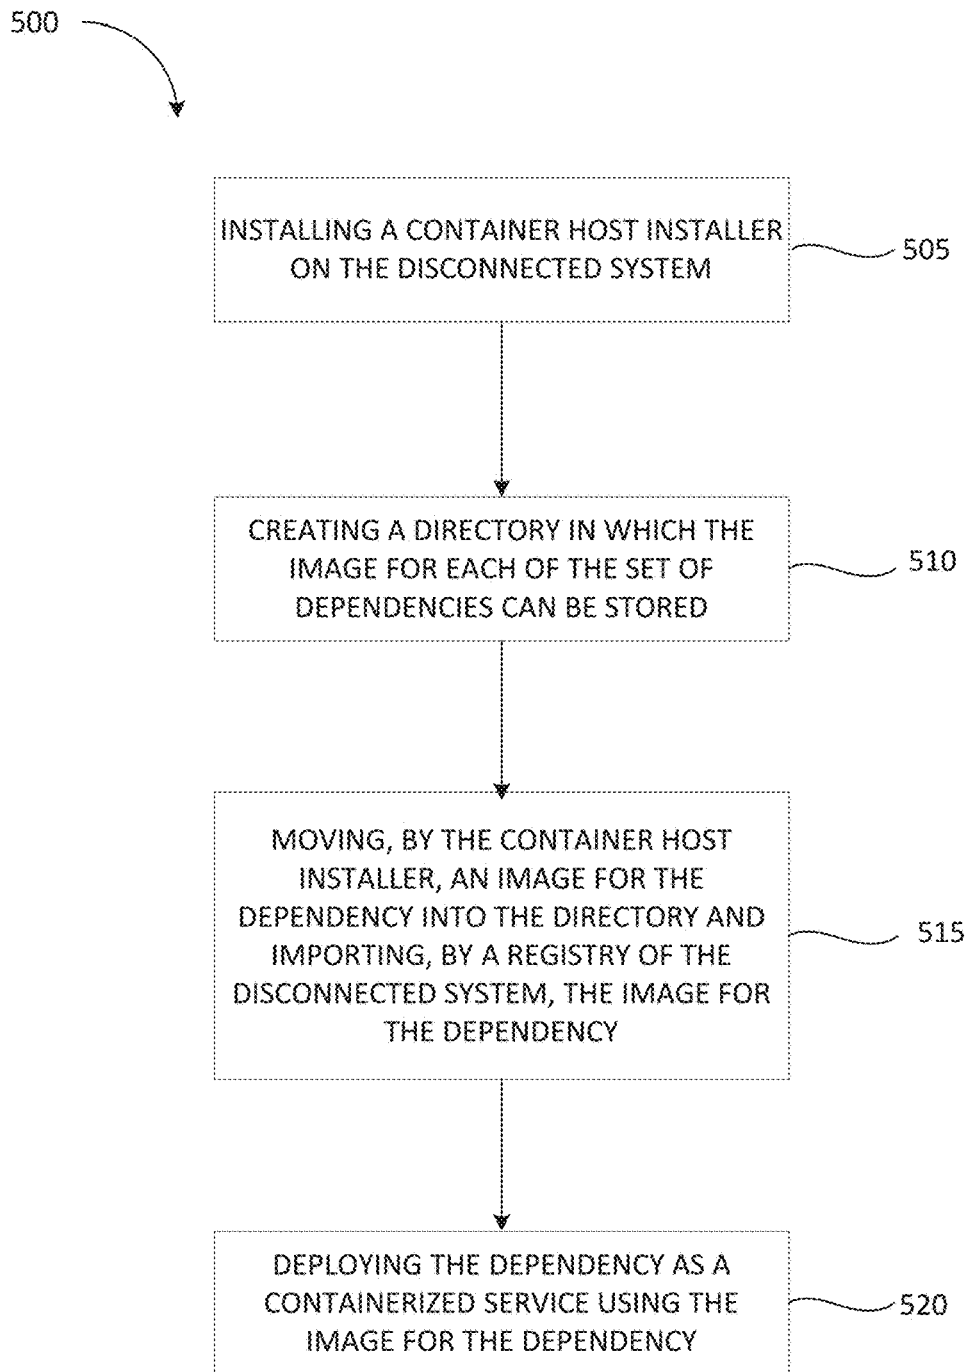 500
INSTALLING A CONTAINER HOST INSTALLER
ON THE DISCONNECTED SYSTEM
505
CREATING A DIRECTORY IN WHICH THE
IMAGE FOR EACH OF THE SET OF
DEPENDENCIES CAN BE STORED
510
MOVING, BY THE CONTAINER HOST
INSTALLER, AN IMAGE FOR THE
DEPENDENCY INTO THE DIRECTORY AND
IMPORTING, BY A REGISTRY OF THE
DISCONNECTED SYSTEM, THE IMAGE FOR
THE DEPENDENCY
515
DEPLOYING THE DEPENDENCY AS A
CONTAINERIZED SERVICE USING THE
IMAGE FOR THE DEPENDENCY
520